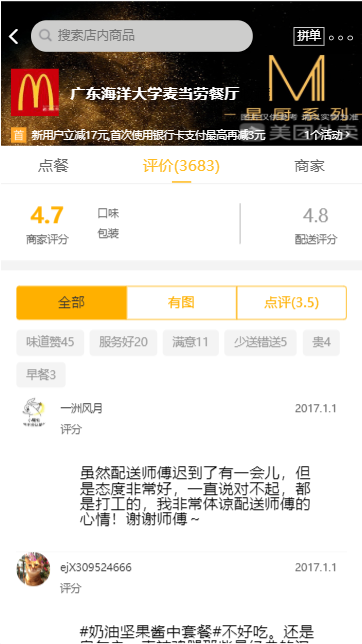 搜索店内商品
拼单
广东海洋大学麦当劳餐厅
星厨系列
美团外卖
首 新用户立减17元,首次使用银行卡支付最高再减3元 1个活动
点餐 评价(3683) 商家
4.7 口味 4.8
商家评分 包装 配送评分
全部 有图 点评(3.5)
味道赞45 服务好20 满意11 少送错送5 贵4
早餐3
一洲风月 2017.1.1
评分
虽然配送师傅迟到了有一会儿，但
是态度非常好，一直说对不起，都
是打工的，我非常体谅配送师傅的
心情！谢谢师傅～
ejX309524666 2017.1.1
评分
#奶油坚果酱中套餐#不好吃。还是